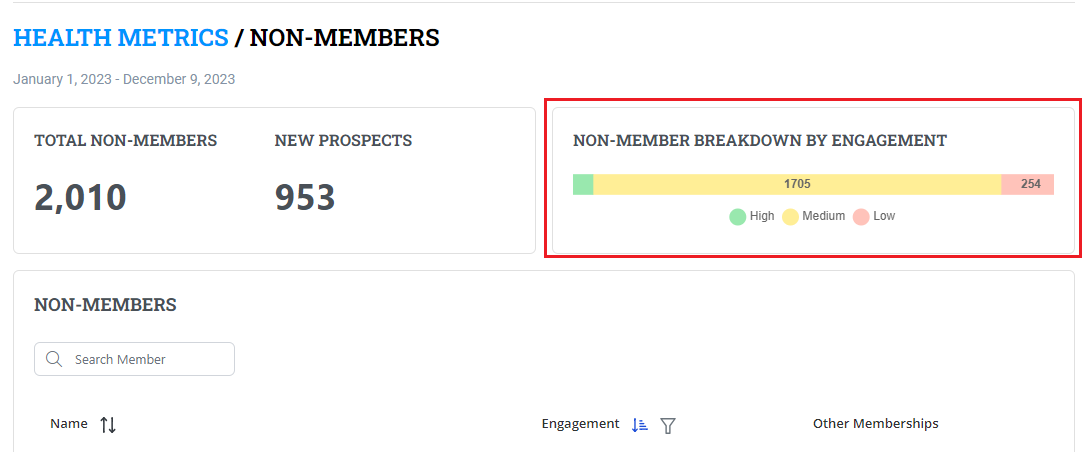 HEALTH METRICS / NON-MEMBERS
January 1, 2023 - December 9, 2023
TOTAL NON-MEMBERS NEW PROSPECTS
2,010 953
NON-MEMBER BREAKDOWN BY ENGAGEMENT
1705 254
High Medium Low
NON-MEMBERS
Search Member
Name Engagement Other Memberships